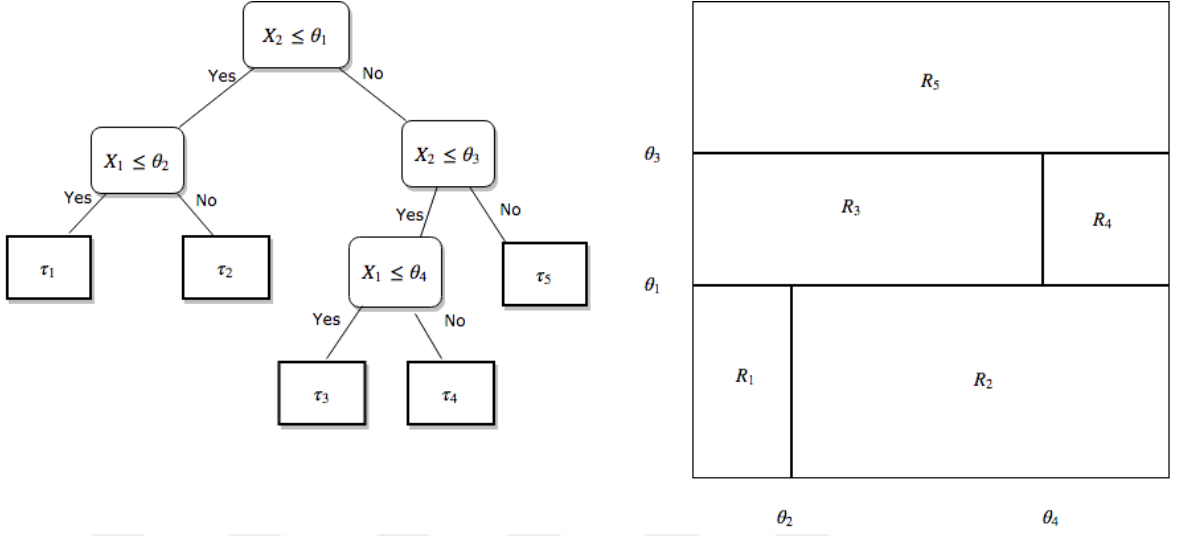 X₂ ≤ θ₁
Yes
No
X₁ ≤ θ₂
X₂ ≤ θ₃
Yes
No
Yes
No
τ₁
τ₂
X₁ ≤ θ₄
τ₅
Yes
No
τ₃
τ₄
R₅
θ₃
R₃
R₄
θ₁
R₁
R₂
θ₂
θ₄